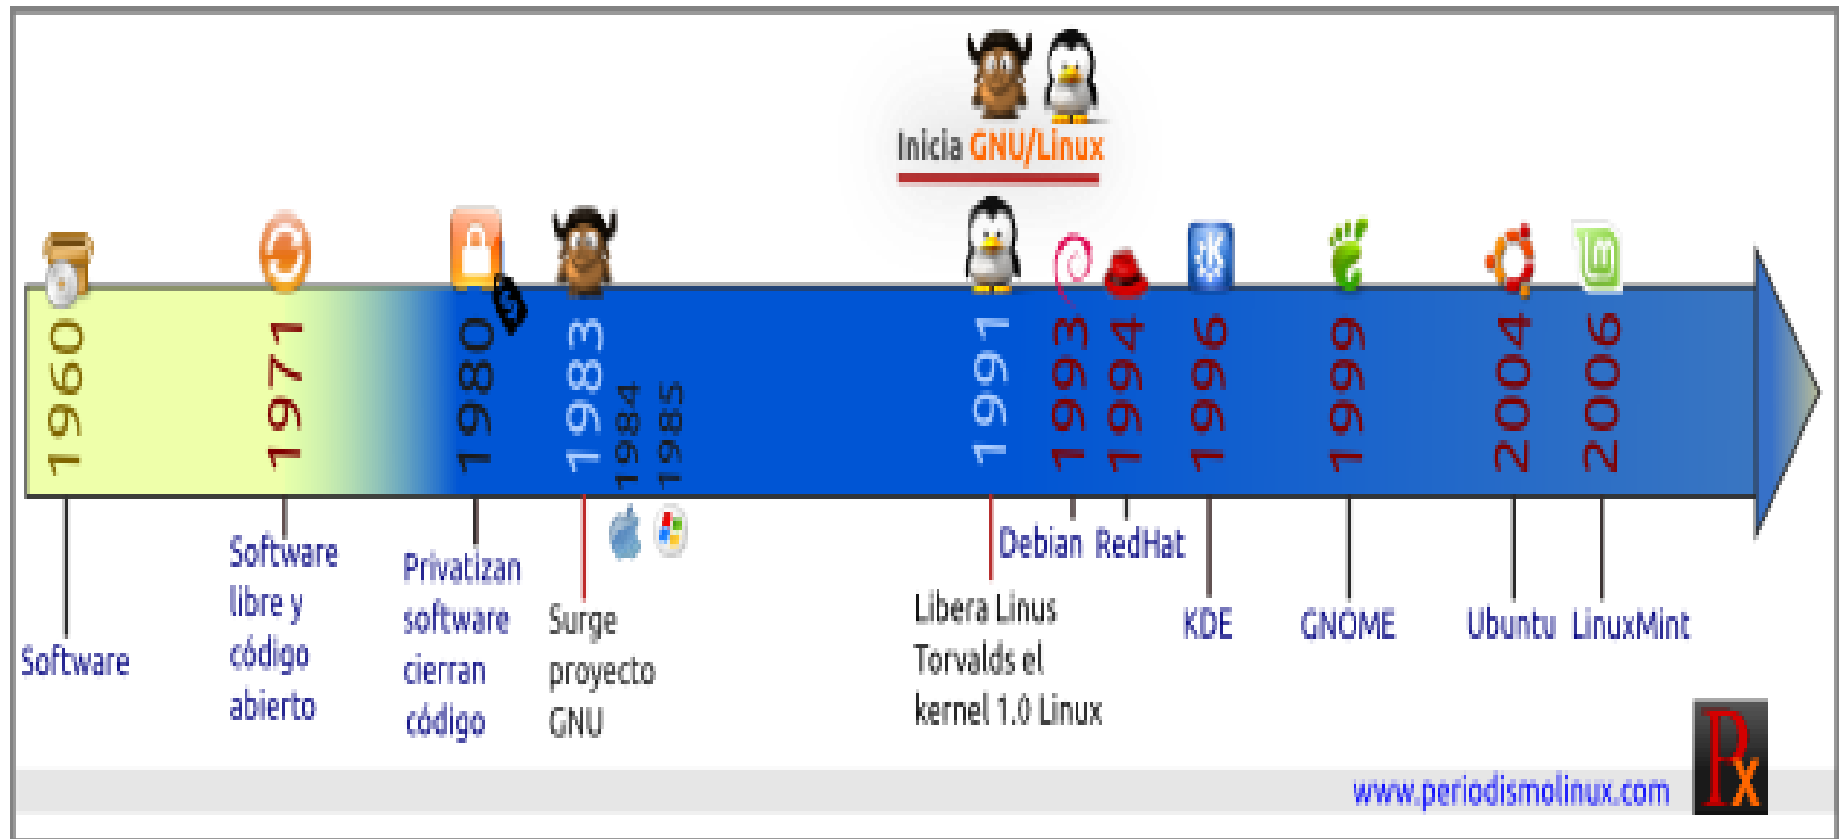 Inicia GNU/Linux
1960
1971
1980
1983
1984
1985
1991
1993
1994
1996
1999
2004
2006
Software
Software
libre y
código
abierto
Privatizan
software
cierran
código
Surge
proyecto
GNU
Libera Linus
Torvalds el
kernel 1.0 Linux
Debian
RedHat
KDE
GNOME
Ubuntu
LinuxMint
www.periodismolinux.com
Rx